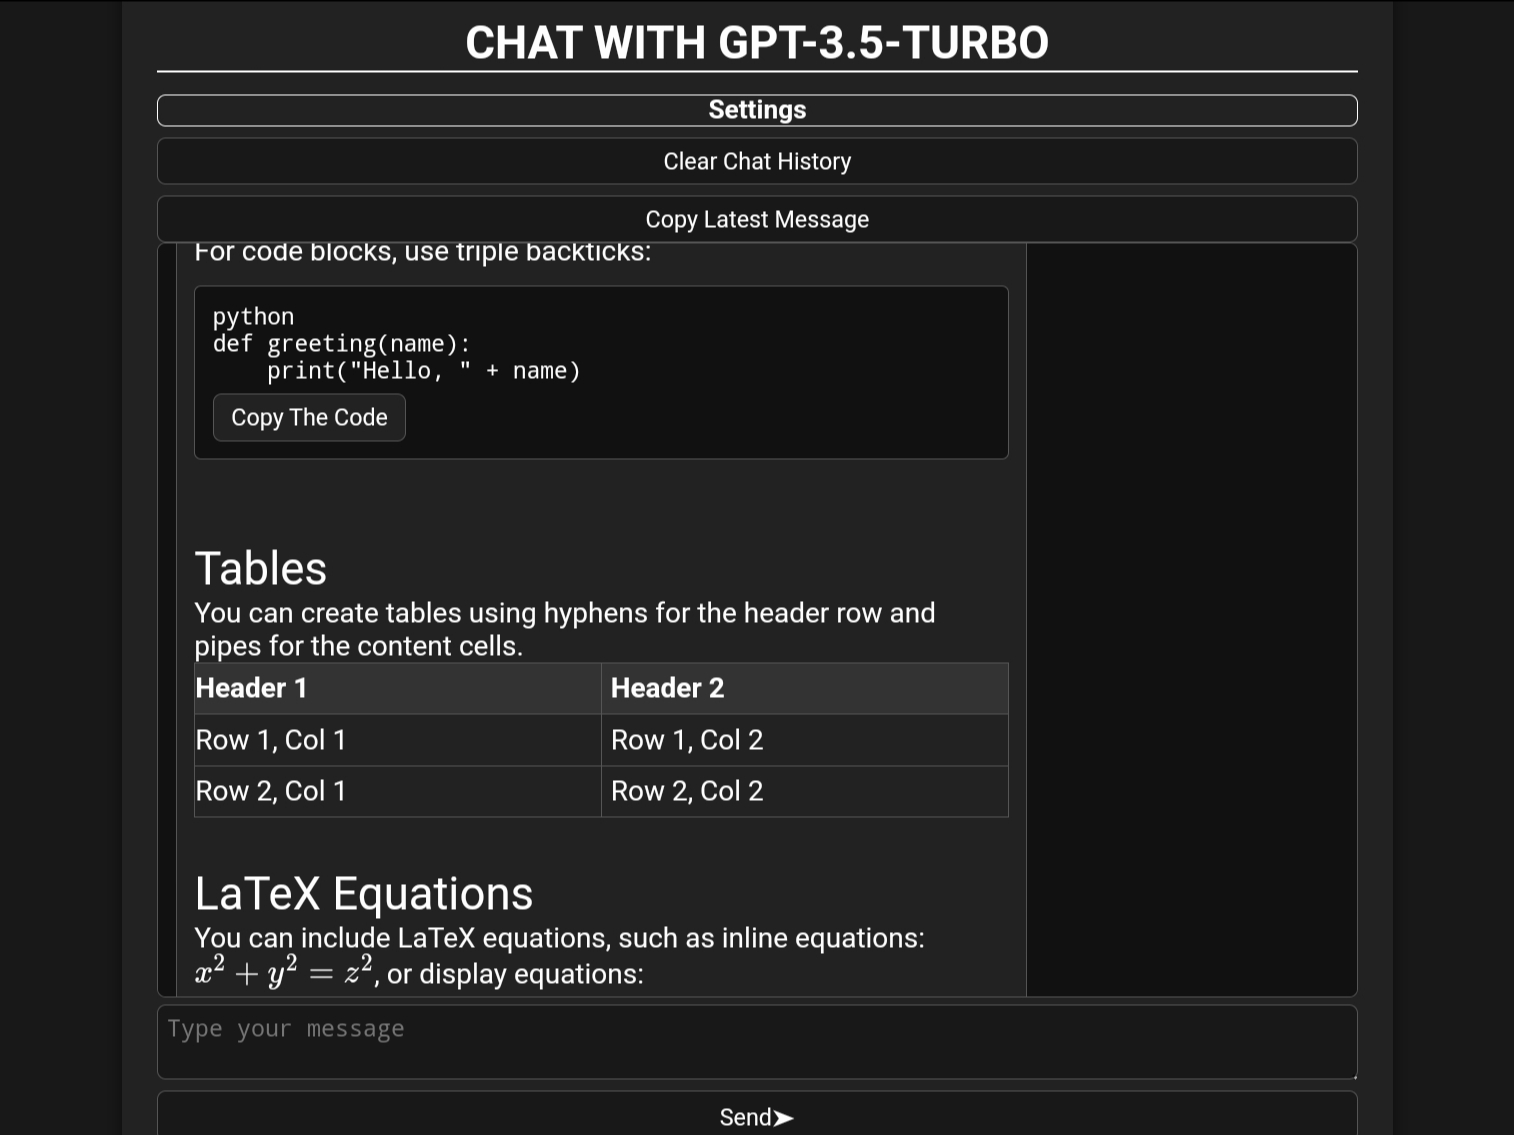 CHAT WITH GPT-3.5-TURBO
Settings
Clear Chat History
Copy Latest Message
For code blocks, use triple backticks:
python
def greeting(name):
    print("Hello, " + name)
Copy The Code
Tables
You can create tables using hyphens for the header row and
pipes for the content cells.
Header 1 Header 2
Row 1, Col 1 Row 1, Col 2
Row 2, Col 1 Row 2, Col 2
LaTeX Equations
You can include LaTeX equations, such as inline equations:
x² + y² = z², or display equations:
Type your message
Send➤